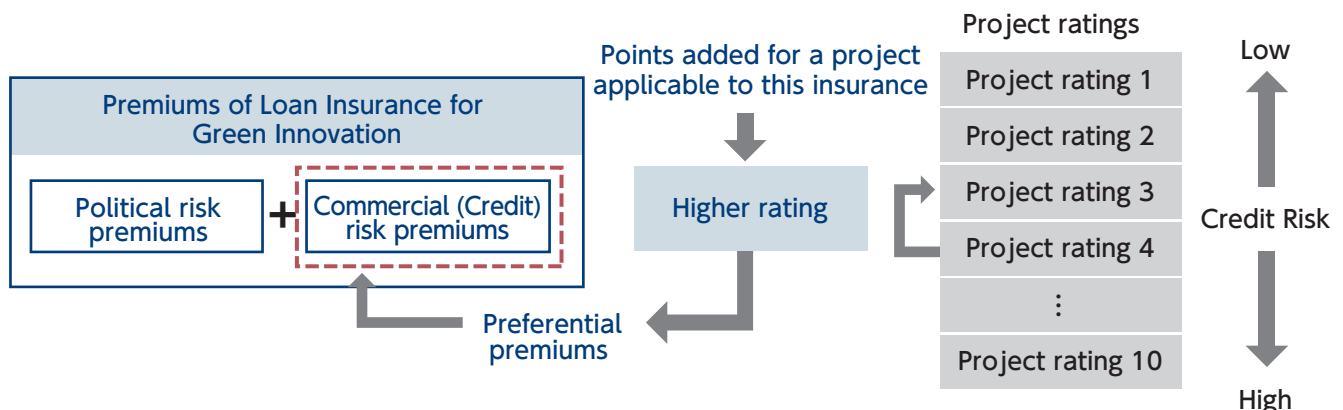 Premiums of Loan Insurance for
Green Innovation
Political risk
premiums
+
Commercial (Credit)
risk premiums
Points added for a project
applicable to this insurance
Higher rating
Preferential
premiums
Project ratings
Project rating 1
Project rating 2
Project rating 3
Project rating 4
⋮
Project rating 10
Low
Credit Risk
High